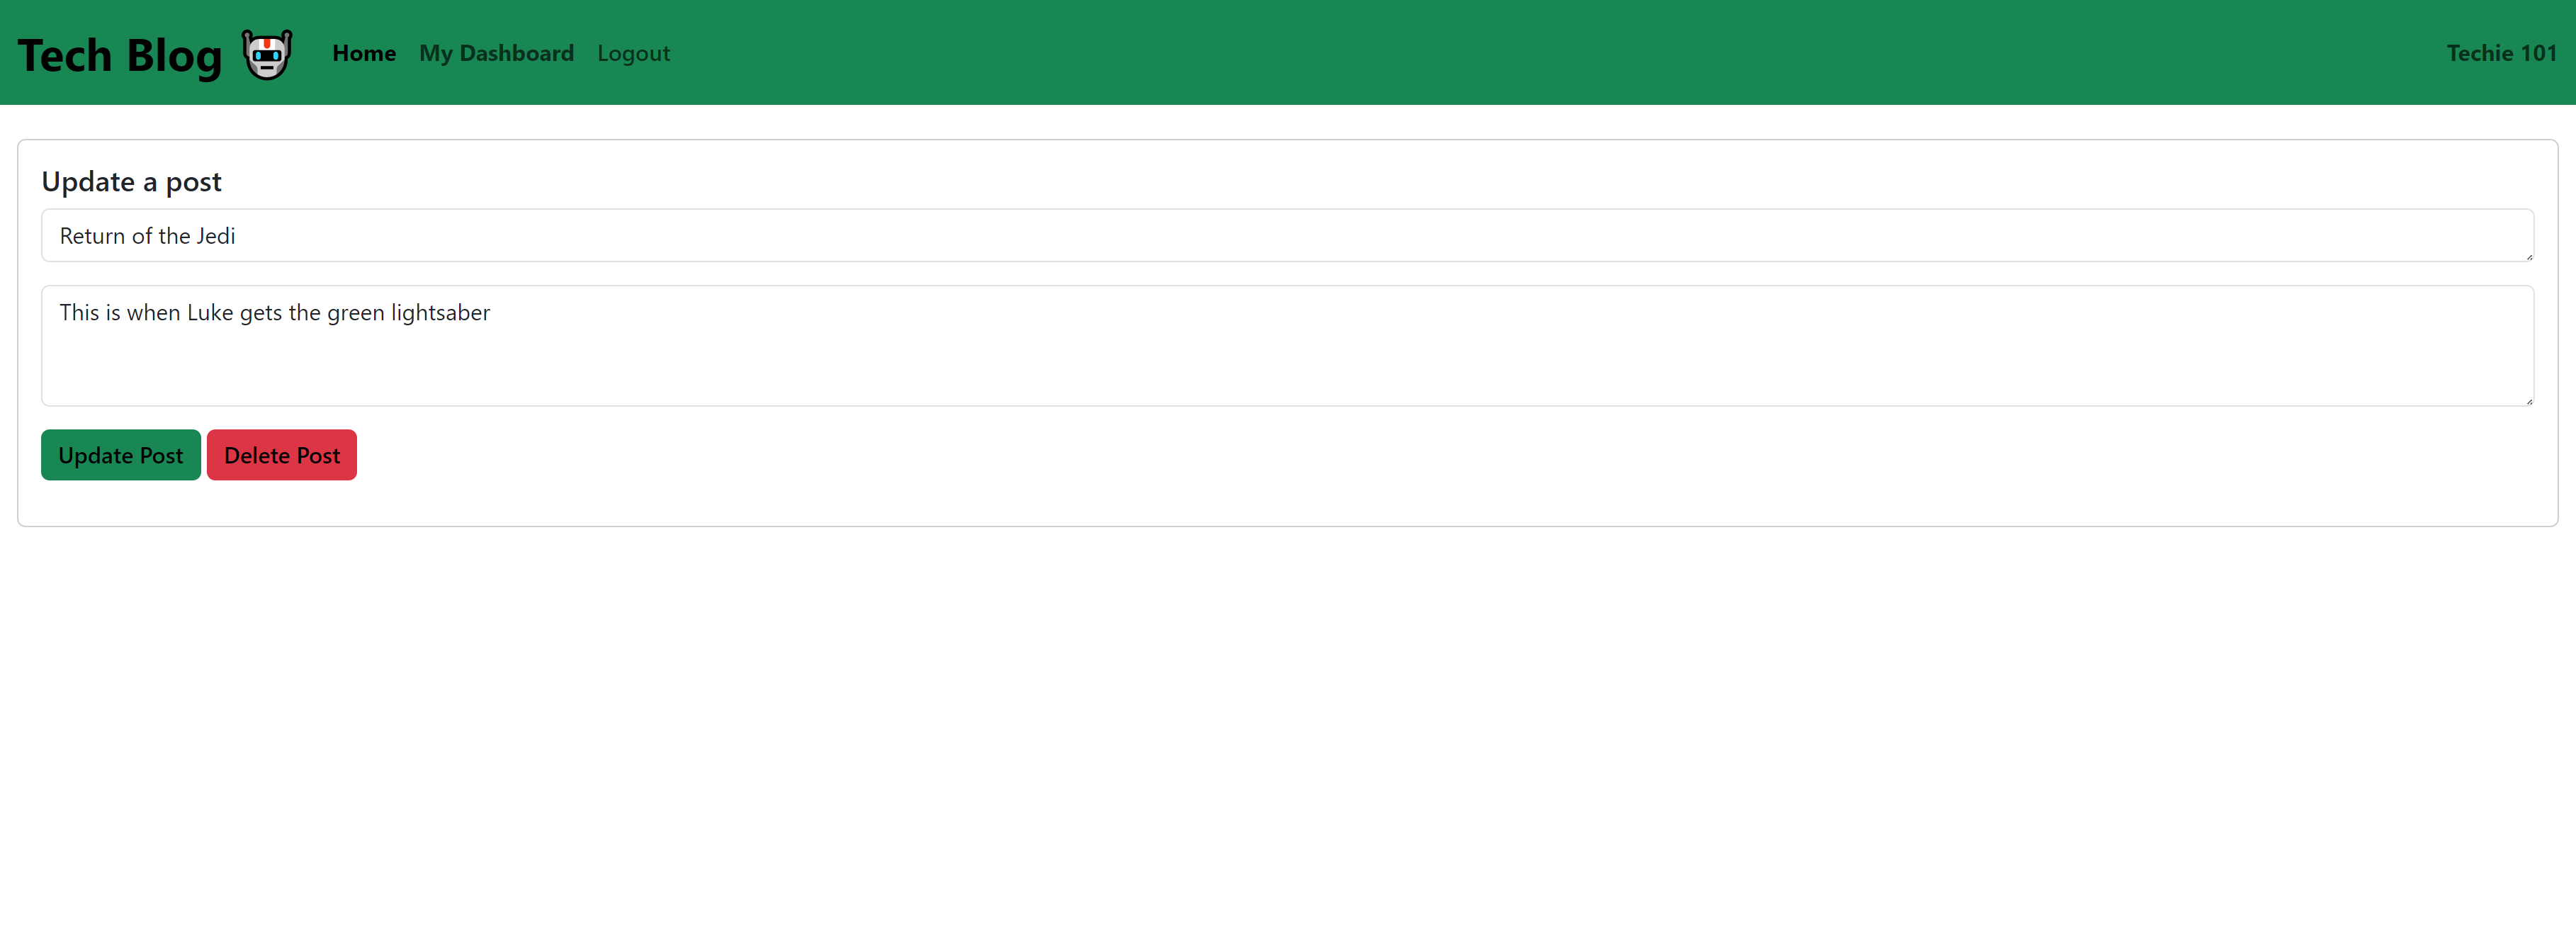 Tech Blog Home My Dashboard Logout Techie 101
Update a post
Return of the Jedi
This is when Luke gets the green lightsaber
Update Post Delete Post